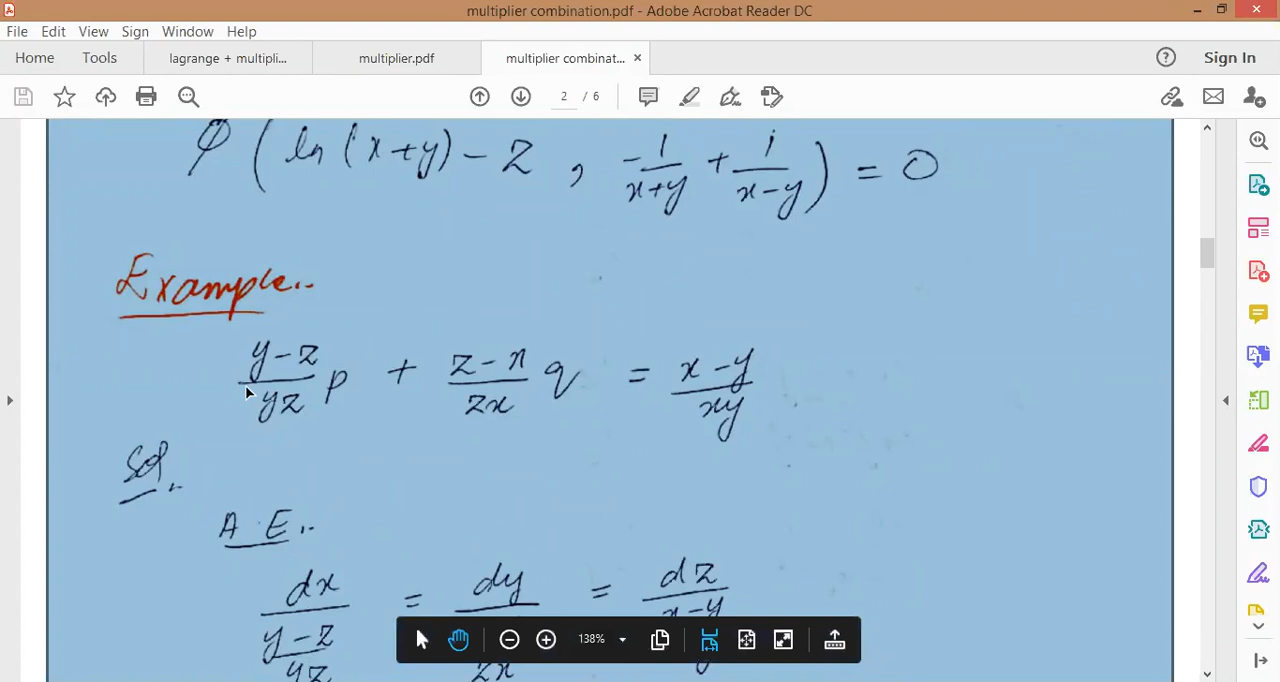 multiplier combination.pdf - Adobe Acrobat Reader DC
File Edit View Sign Window Help
Home Tools lagrange + multipli... multiplier.pdf multiplier combinat... × ? Sign In
2 / 6
φ ( ln (x+y) - z , -1/(x+y) + 1/(x-y) ) = 0
Example..
(y-z)/(yz) p + (z-x)/(zx) q = (x-y)/(xy)
Sol.
A.E..
dx/((y-z)/(yz)) = dy/(zx) = dz/(x-y)
138%